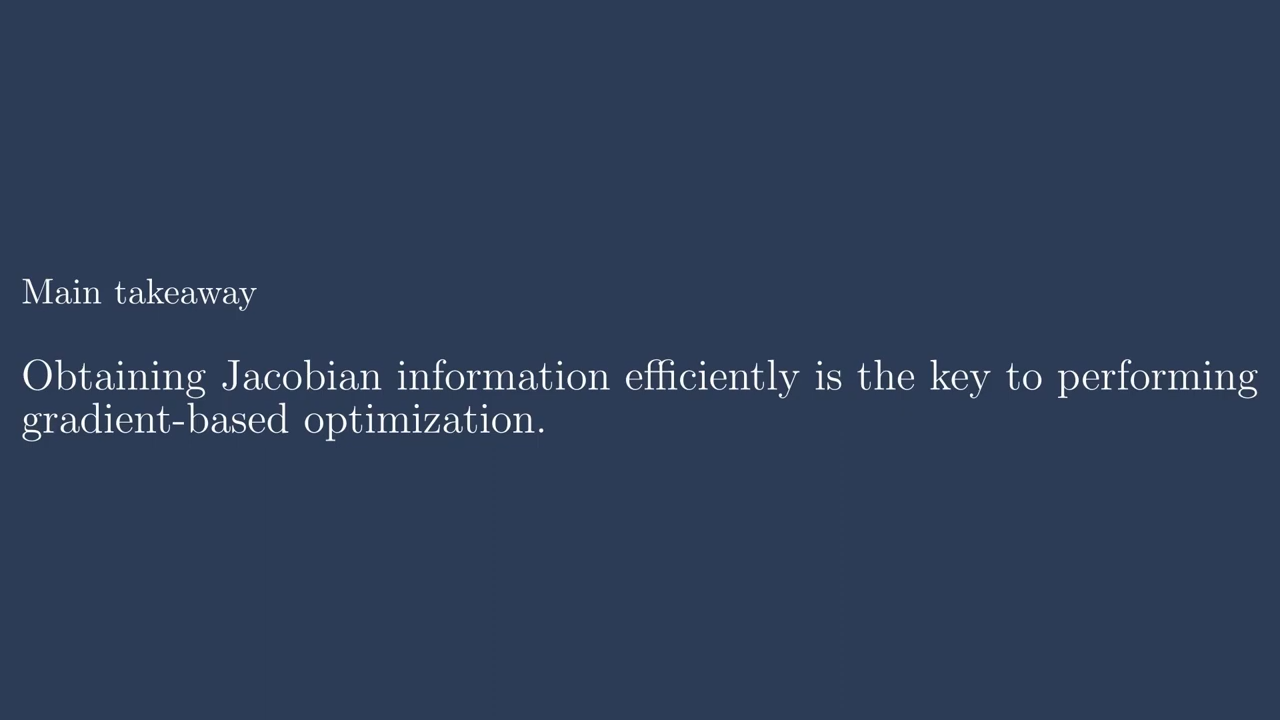 Main takeaway
Obtaining Jacobian information efficiently is the key to performing
gradient-based optimization.